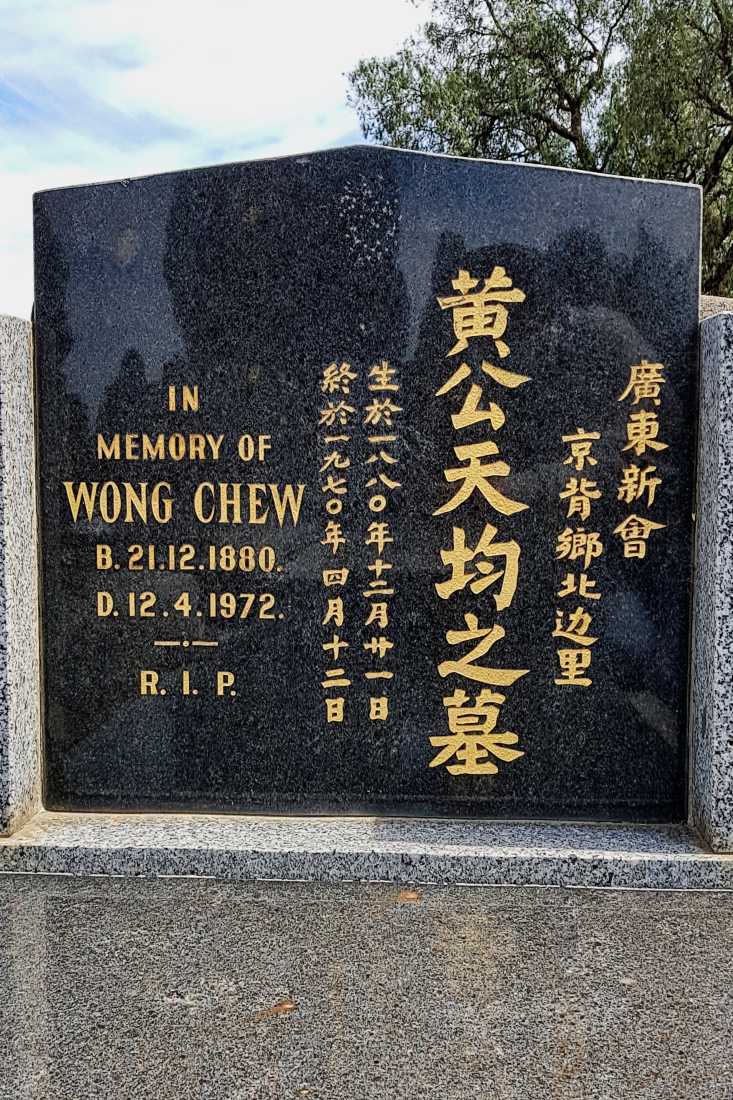 IN
MEMORY OF
WONG CHEW
B. 21.12.1880.
D. 12.4.1972.
R. I. P.
廣東新會
京背鄉北边里
黄公天均之墓
生於一八八〇年十二月廿一日
終於一九七〇年四月十二日